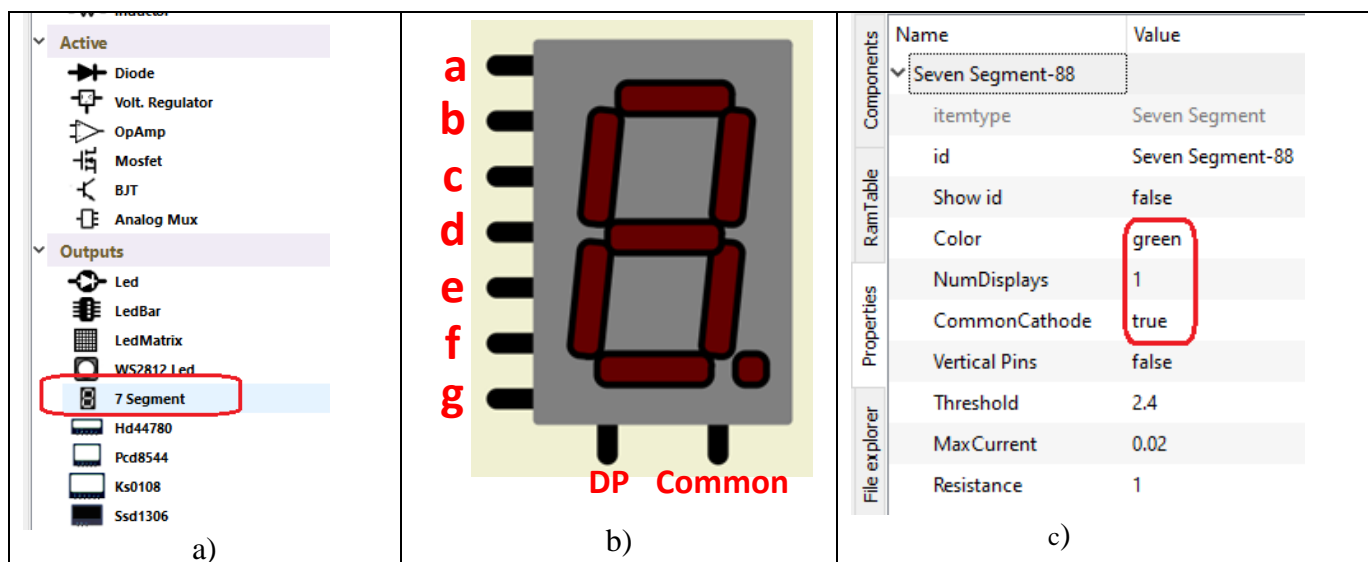 Inductor
Active
Diode
Volt. Regulator
OpAmp
Mosfet
BJT
Analog Mux
Outputs
Led
LedBar
LedMatrix
WS2812 Led
7 Segment
Hd44780
Pcd8544
Ks0108
Ssd1306
a)
a
b
c
d
e
f
g
DP Common
b)
Components
RamTable
Properties
File explorer
Name Value
Seven Segment-88
itemtype Seven Segment
id Seven Segment-88
Show id false
Color green
NumDisplays 1
CommonCathode true
Vertical Pins false
Threshold 2.4
MaxCurrent 0.02
Resistance 1
c)